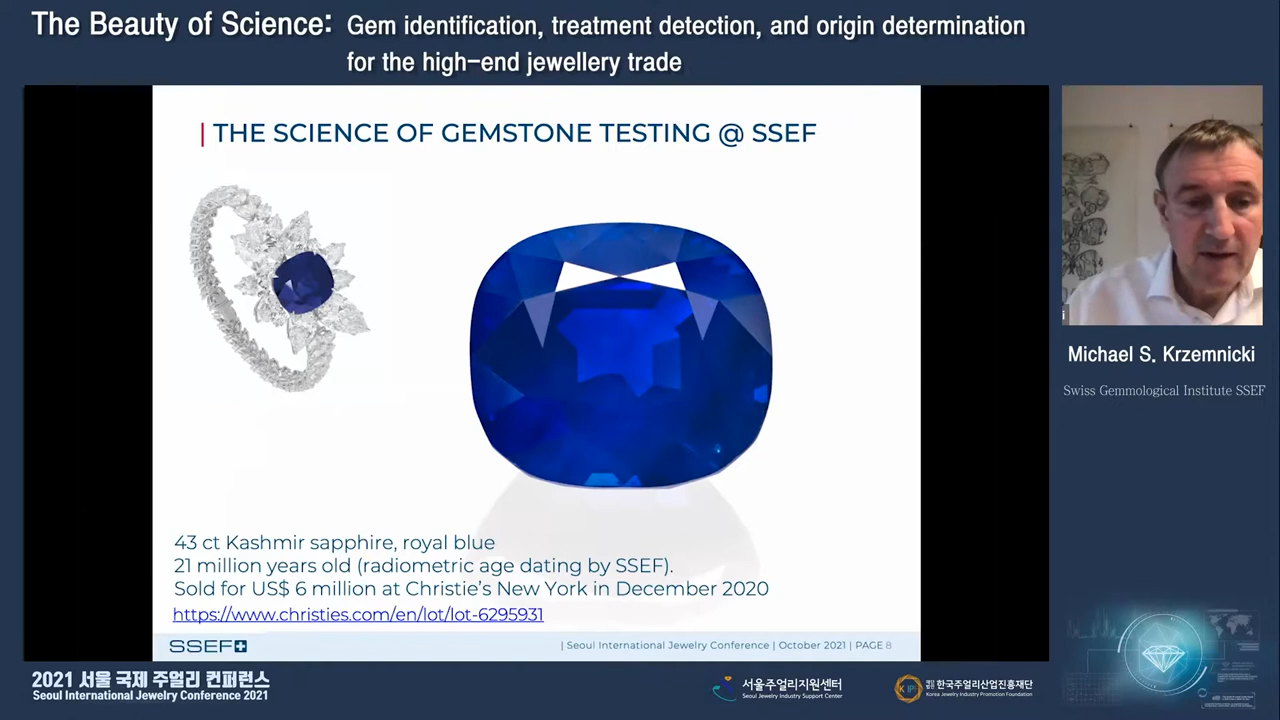 The Beauty of Science: Gem identification, treatment detection, and origin determination
for the high-end jewellery trade
| THE SCIENCE OF GEMSTONE TESTING @ SSEF
43 ct Kashmir sapphire, royal blue
21 million years old (radiometric age dating by SSEF).
Sold for US$ 6 million at Christie's New York in December 2020
https://www.christies.com/en/lot/lot-6295931
SSEF
| Seoul International Jewelry Conference | October 2021 | PAGE 8
Michael S. Krzemnicki
Swiss Gemmological Institute SSEF
2021 서울 국제 주얼리 컨퍼런스
Seoul International Jewelry Conference 2021
서울주얼리지원센터
Seoul Jewelry Industry Support Center
재단법인 한국주얼리산업진흥재단
Korea Jewelry Industry Promotion Foundation